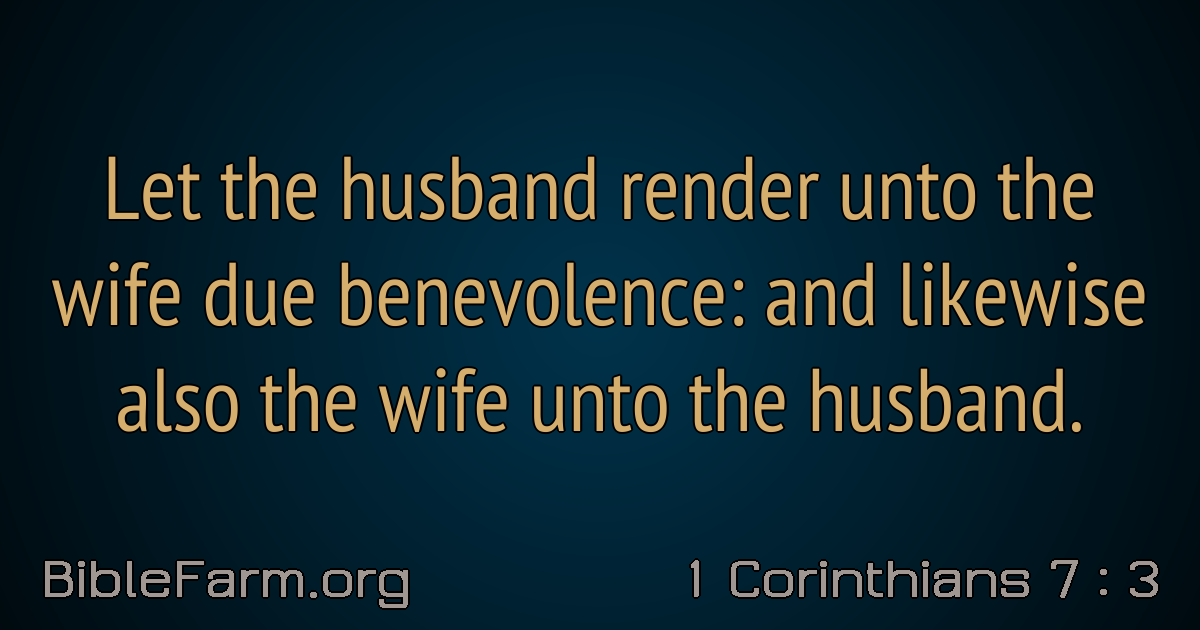 Let the husband render unto the
wife due benevolence: and likewise
also the wife unto the husband.
BibleFarm.org
1 Corinthians 7 : 3